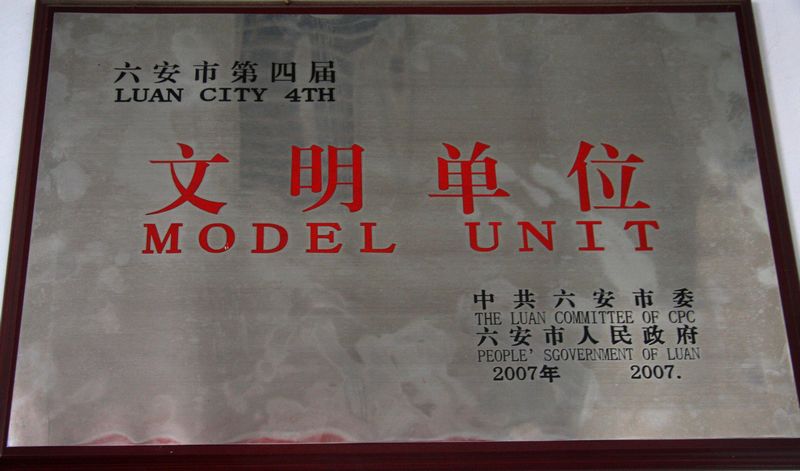 六安市第四届
LUAN CITY 4TH
文明单位
MODEL UNIT
中共六安市委
THE LUAN COMMITTEE OF CPC
六安市人民政府
PEOPLE'SGOVERNMENT OF LUAN
2007年 2007.